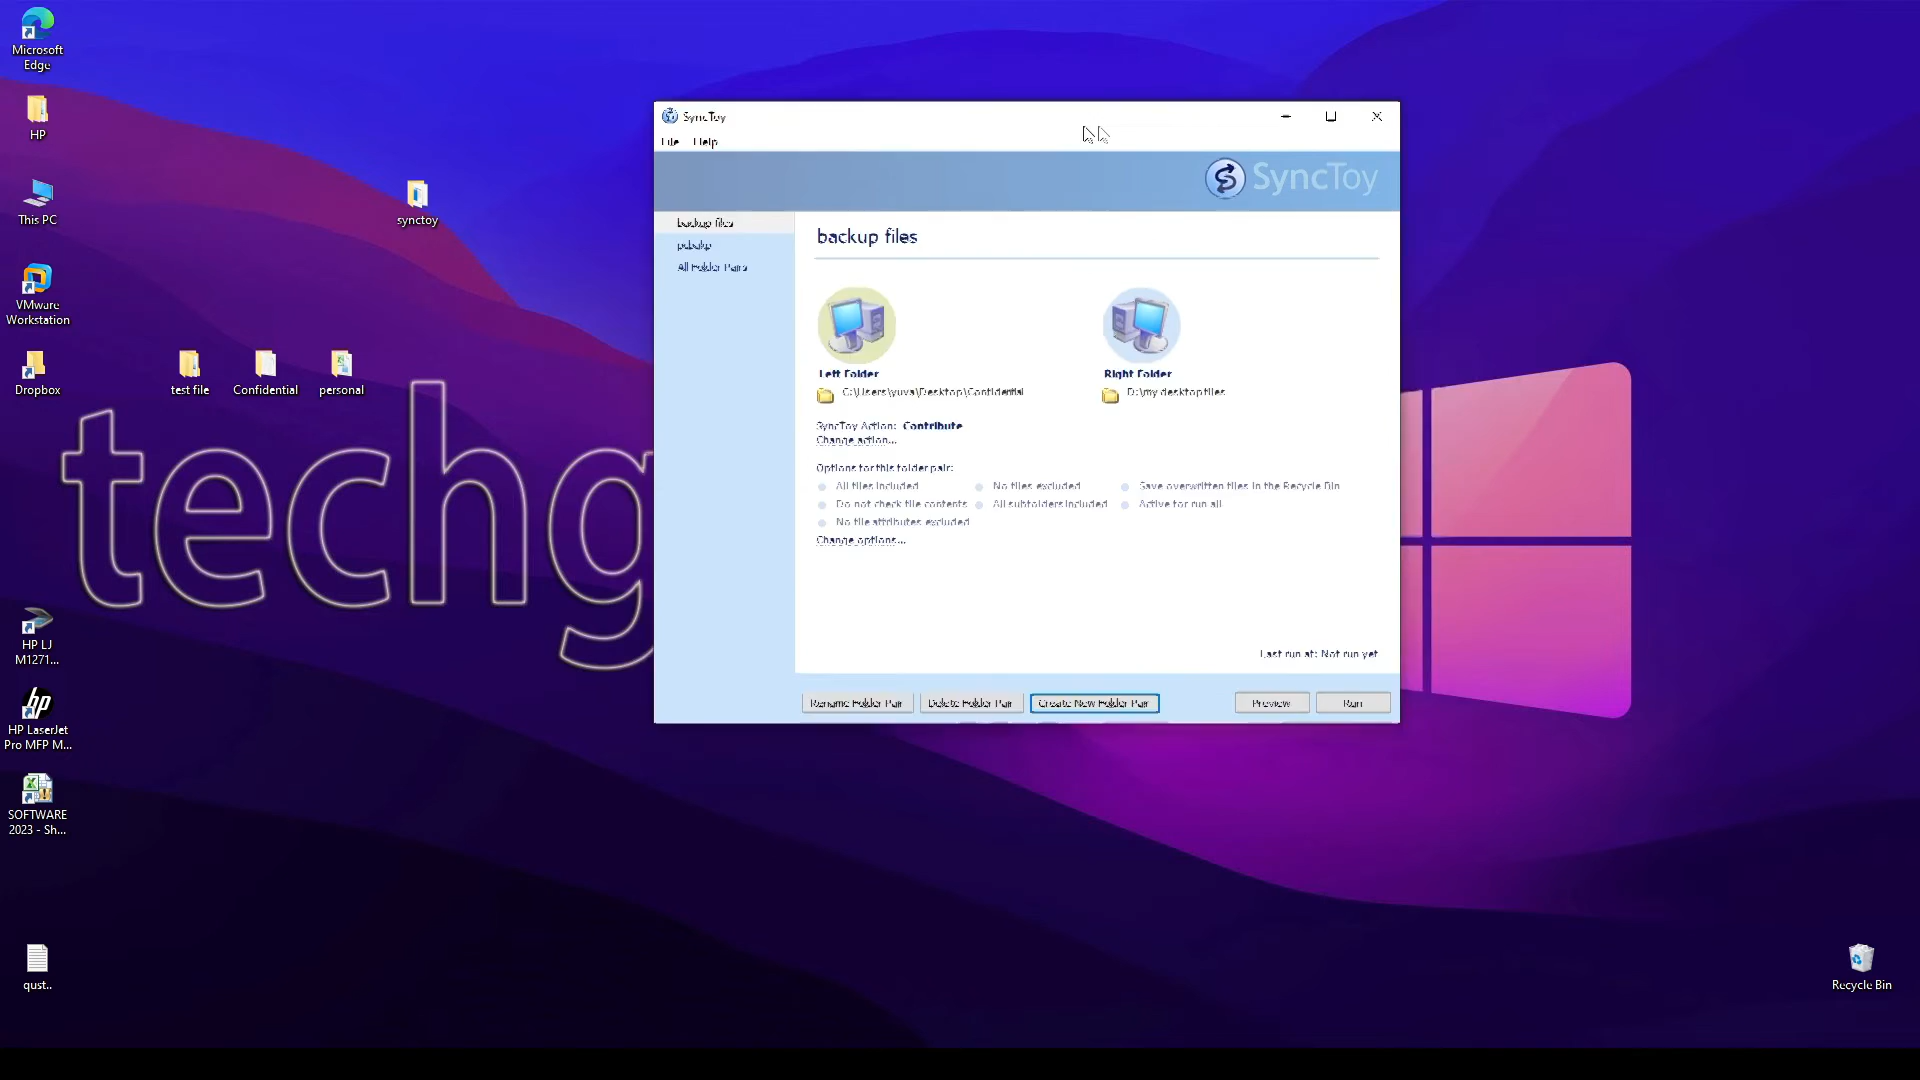 Microsoft
Edge
HP
This PC
VMware
Workstation
Dropbox
test file
Confidential
personal
synctoy
HP LJ
M1271...
HP LaserJet
Pro MFP M...
SOFTWARE
2023 - Sh...
qust..
Recycle Bin
techg
SyncToy
File Help
SyncToy
backup files
All Folder Pairs
backup files
Left Folder
C:\Users\yuva\Desktop\Confidential
Right Folder
D:\my desktop files
SyncToy Action: Contribute
Change action...
Options for this folder pair:
All files included
No files excluded
Save overwritten files in the Recycle Bin
Do not check file contents
All subfolders included
Active for run all
No file attributes excluded
Change options...
Last run at: Not run yet
Rename Folder Pair
Delete Folder Pair
Create New Folder Pair
Preview
Run